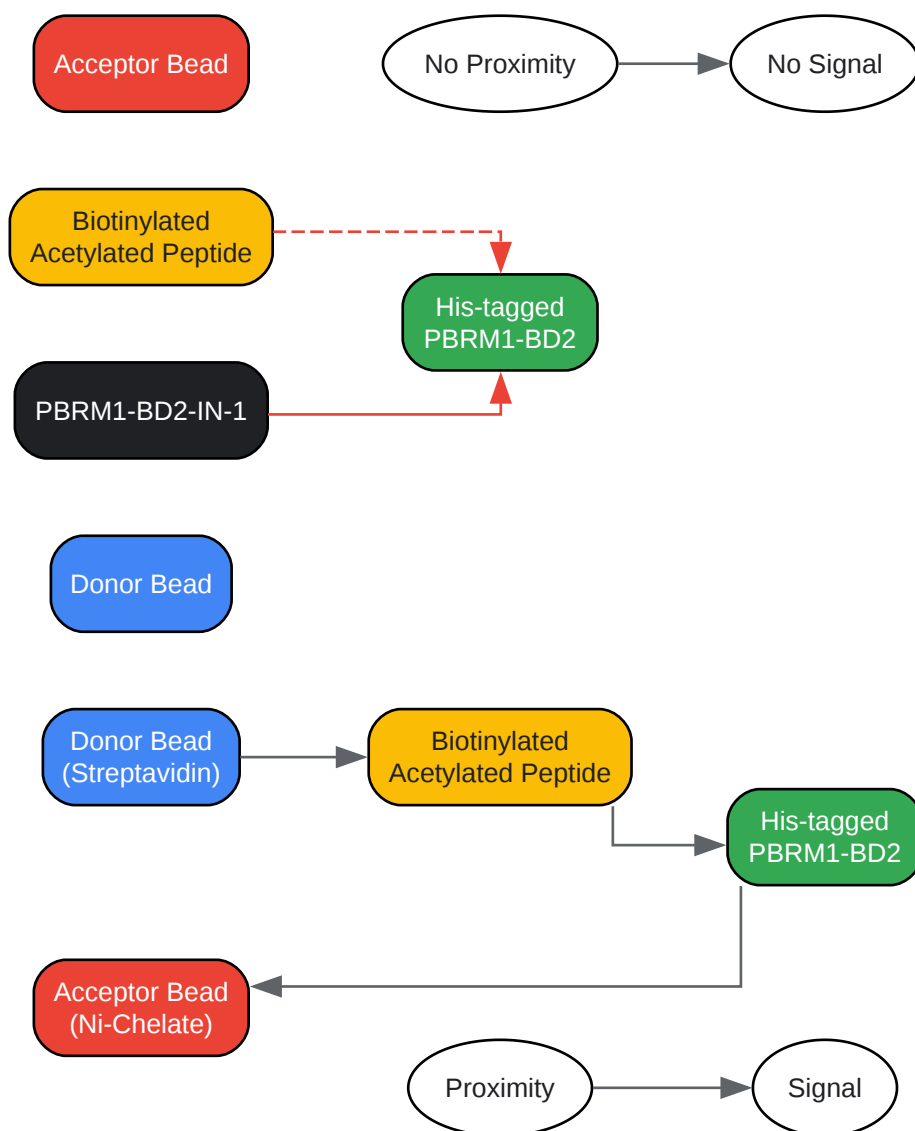 Acceptor Bead
No Proximity
No Signal
Biotinylated
Acetylated Peptide
His-tagged
PBRM1-BD2
PBRM1-BD2-IN-1
Donor Bead
Donor Bead
(Streptavidin)
Biotinylated
Acetylated Peptide
His-tagged
PBRM1-BD2
Acceptor Bead
(Ni-Chelate)
Proximity
Signal